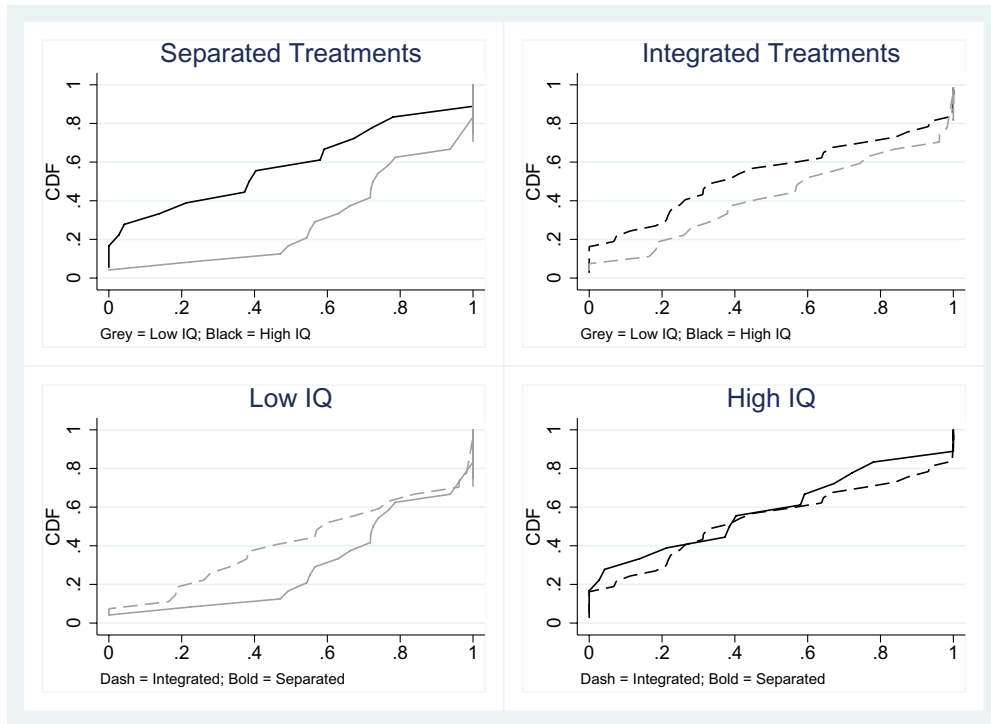 Separated Treatments
CDF
0 .2 .4 .6 .8 1
0 .2 .4 .6 .8 1
Grey = Low IQ; Black = High IQ
Integrated Treatments
CDF
0 .2 .4 .6 .8 1
0 .2 .4 .6 .8 1
Grey = Low IQ; Black = High IQ
Low IQ
CDF
0 .2 .4 .6 .8 1
0 .2 .4 .6 .8 1
Dash = Integrated; Bold = Separated
High IQ
CDF
0 .2 .4 .6 .8 1
0 .2 .4 .6 .8 1
Dash = Integrated; Bold = Separated